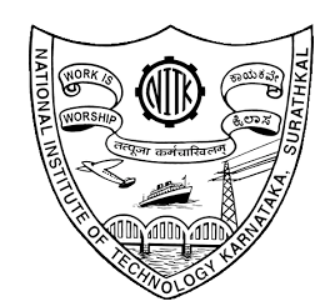 NATIONAL INSTITUTE OF TECHNOLOGY KARNATAKA, SURATHKAL
NITK
WORK IS
WORSHIP
ಕಾಯಕವೇ
ಕೈಲಾಸ
तत्पूजा कर्मचाखिलम्